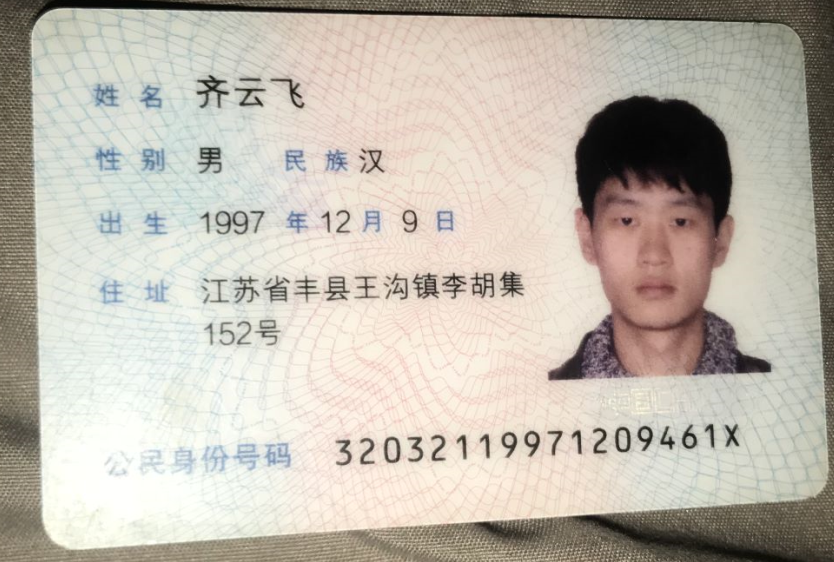 姓名 齐云飞
性别 男 民族 汉
出生 1997 年 12 月 9 日
住址 江苏省丰县王沟镇李胡集
152号
公民身份号码 32032119971209461X